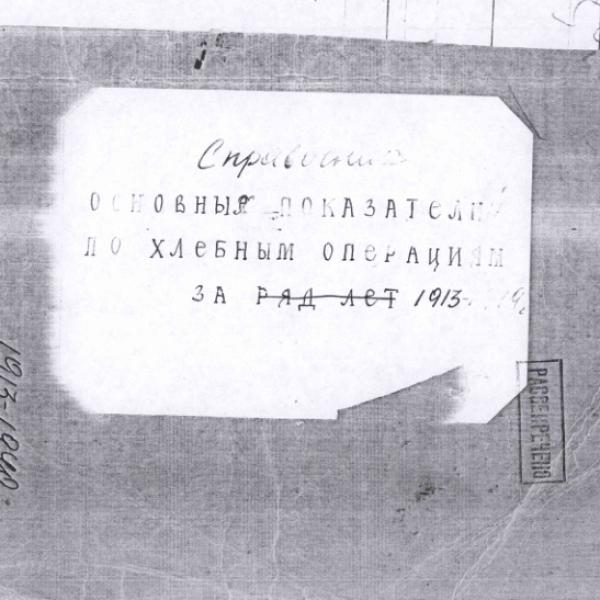 Справочник
ОСНОВНЫЯ ПОКАЗАТЕЛИ
ПО ХЛЕБНЫМ ОПЕРАЦИЯМ
ЗА РЯД ЛЕТ 1913-
РАССЕКРЕЧЕНО
1913-1940